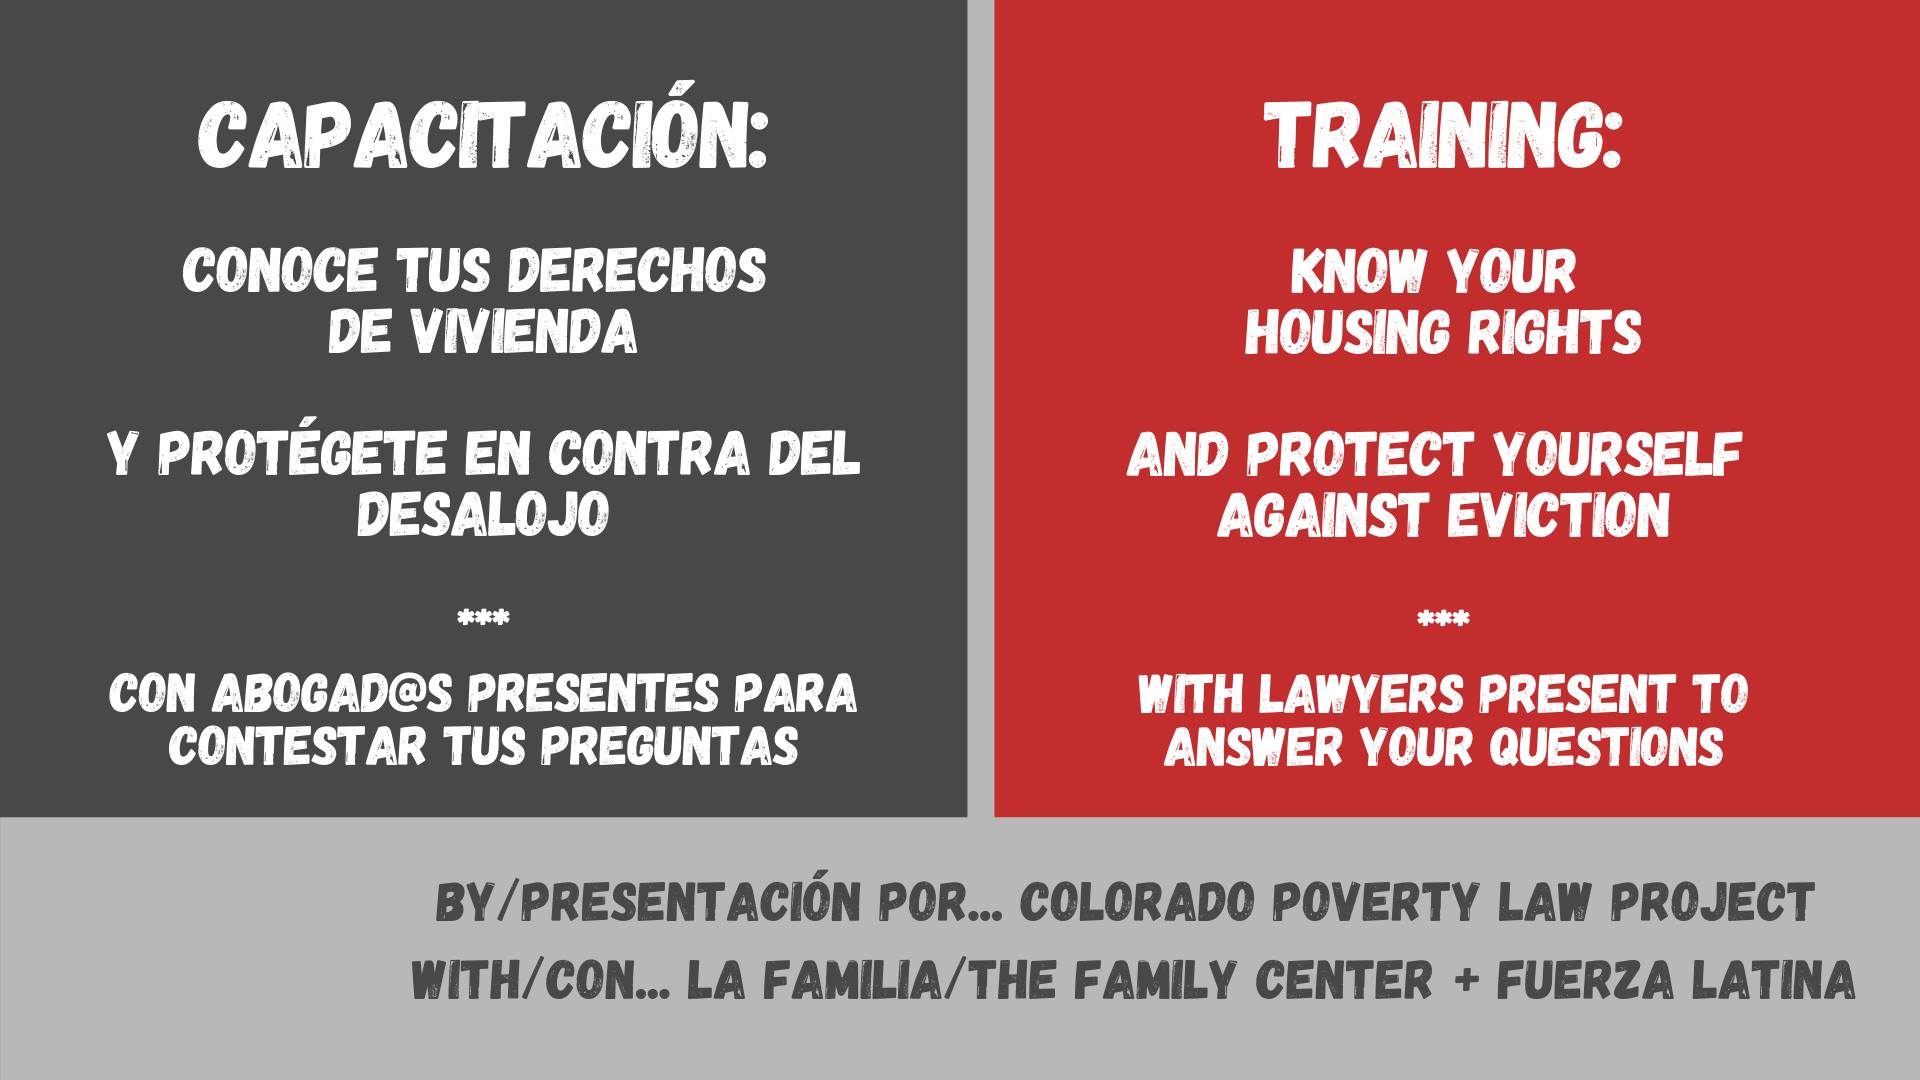 CAPACITACIÓN:
CONOCE TUS DERECHOS
DE VIVIENDA
Y PROTÉGETE EN CONTRA DEL
DESALOJO
***
CON ABOGAD@S PRESENTES PARA
CONTESTAR TUS PREGUNTAS
TRAINING:
KNOW YOUR
HOUSING RIGHTS
AND PROTECT YOURSELF
AGAINST EVICTION
***
WITH LAWYERS PRESENT TO
ANSWER YOUR QUESTIONS
BY/PRESENTACIÓN POR... COLORADO POVERTY LAW PROJECT
WITH/CON... LA FAMILIA/THE FAMILY CENTER + FUERZA LATINA